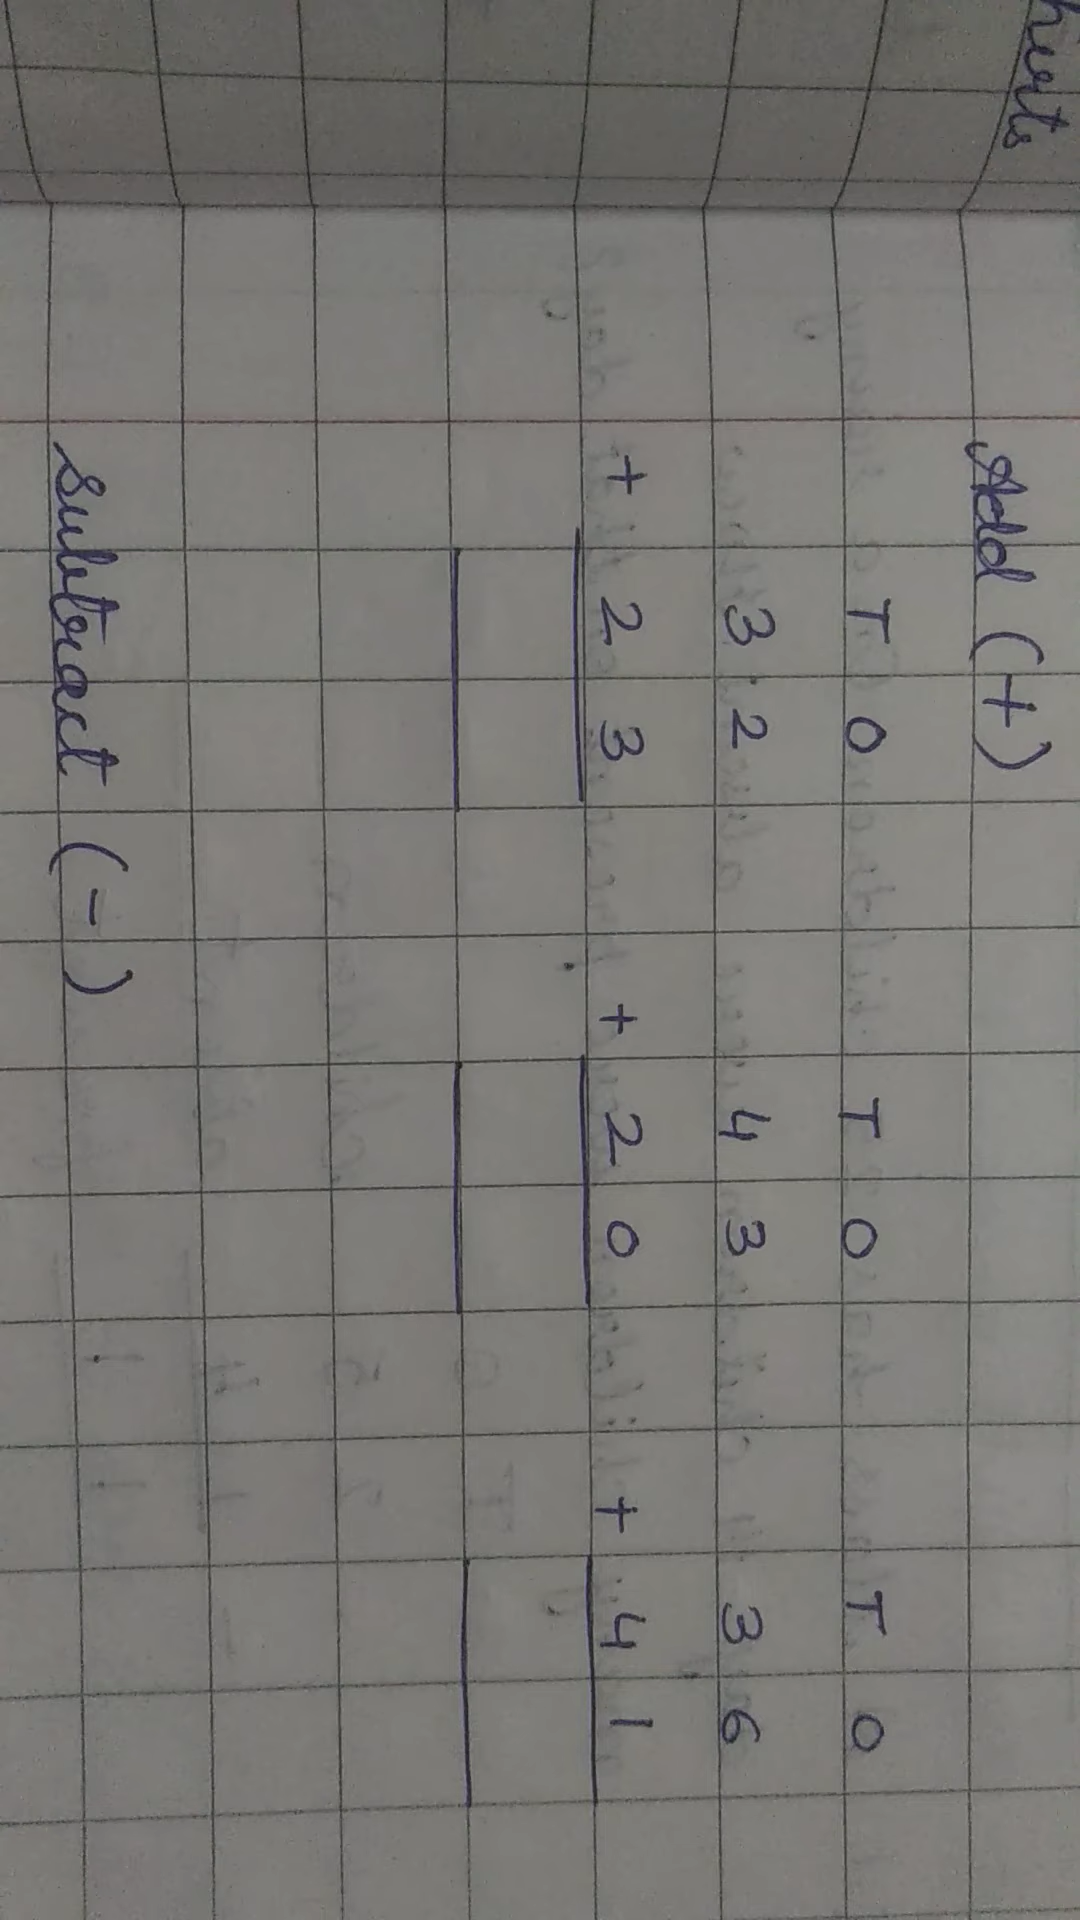 Add (+)
T O T O T O
3 2 4 3 3 6
+ 2 3 + 2 0 + 4 1
Subtract (-)